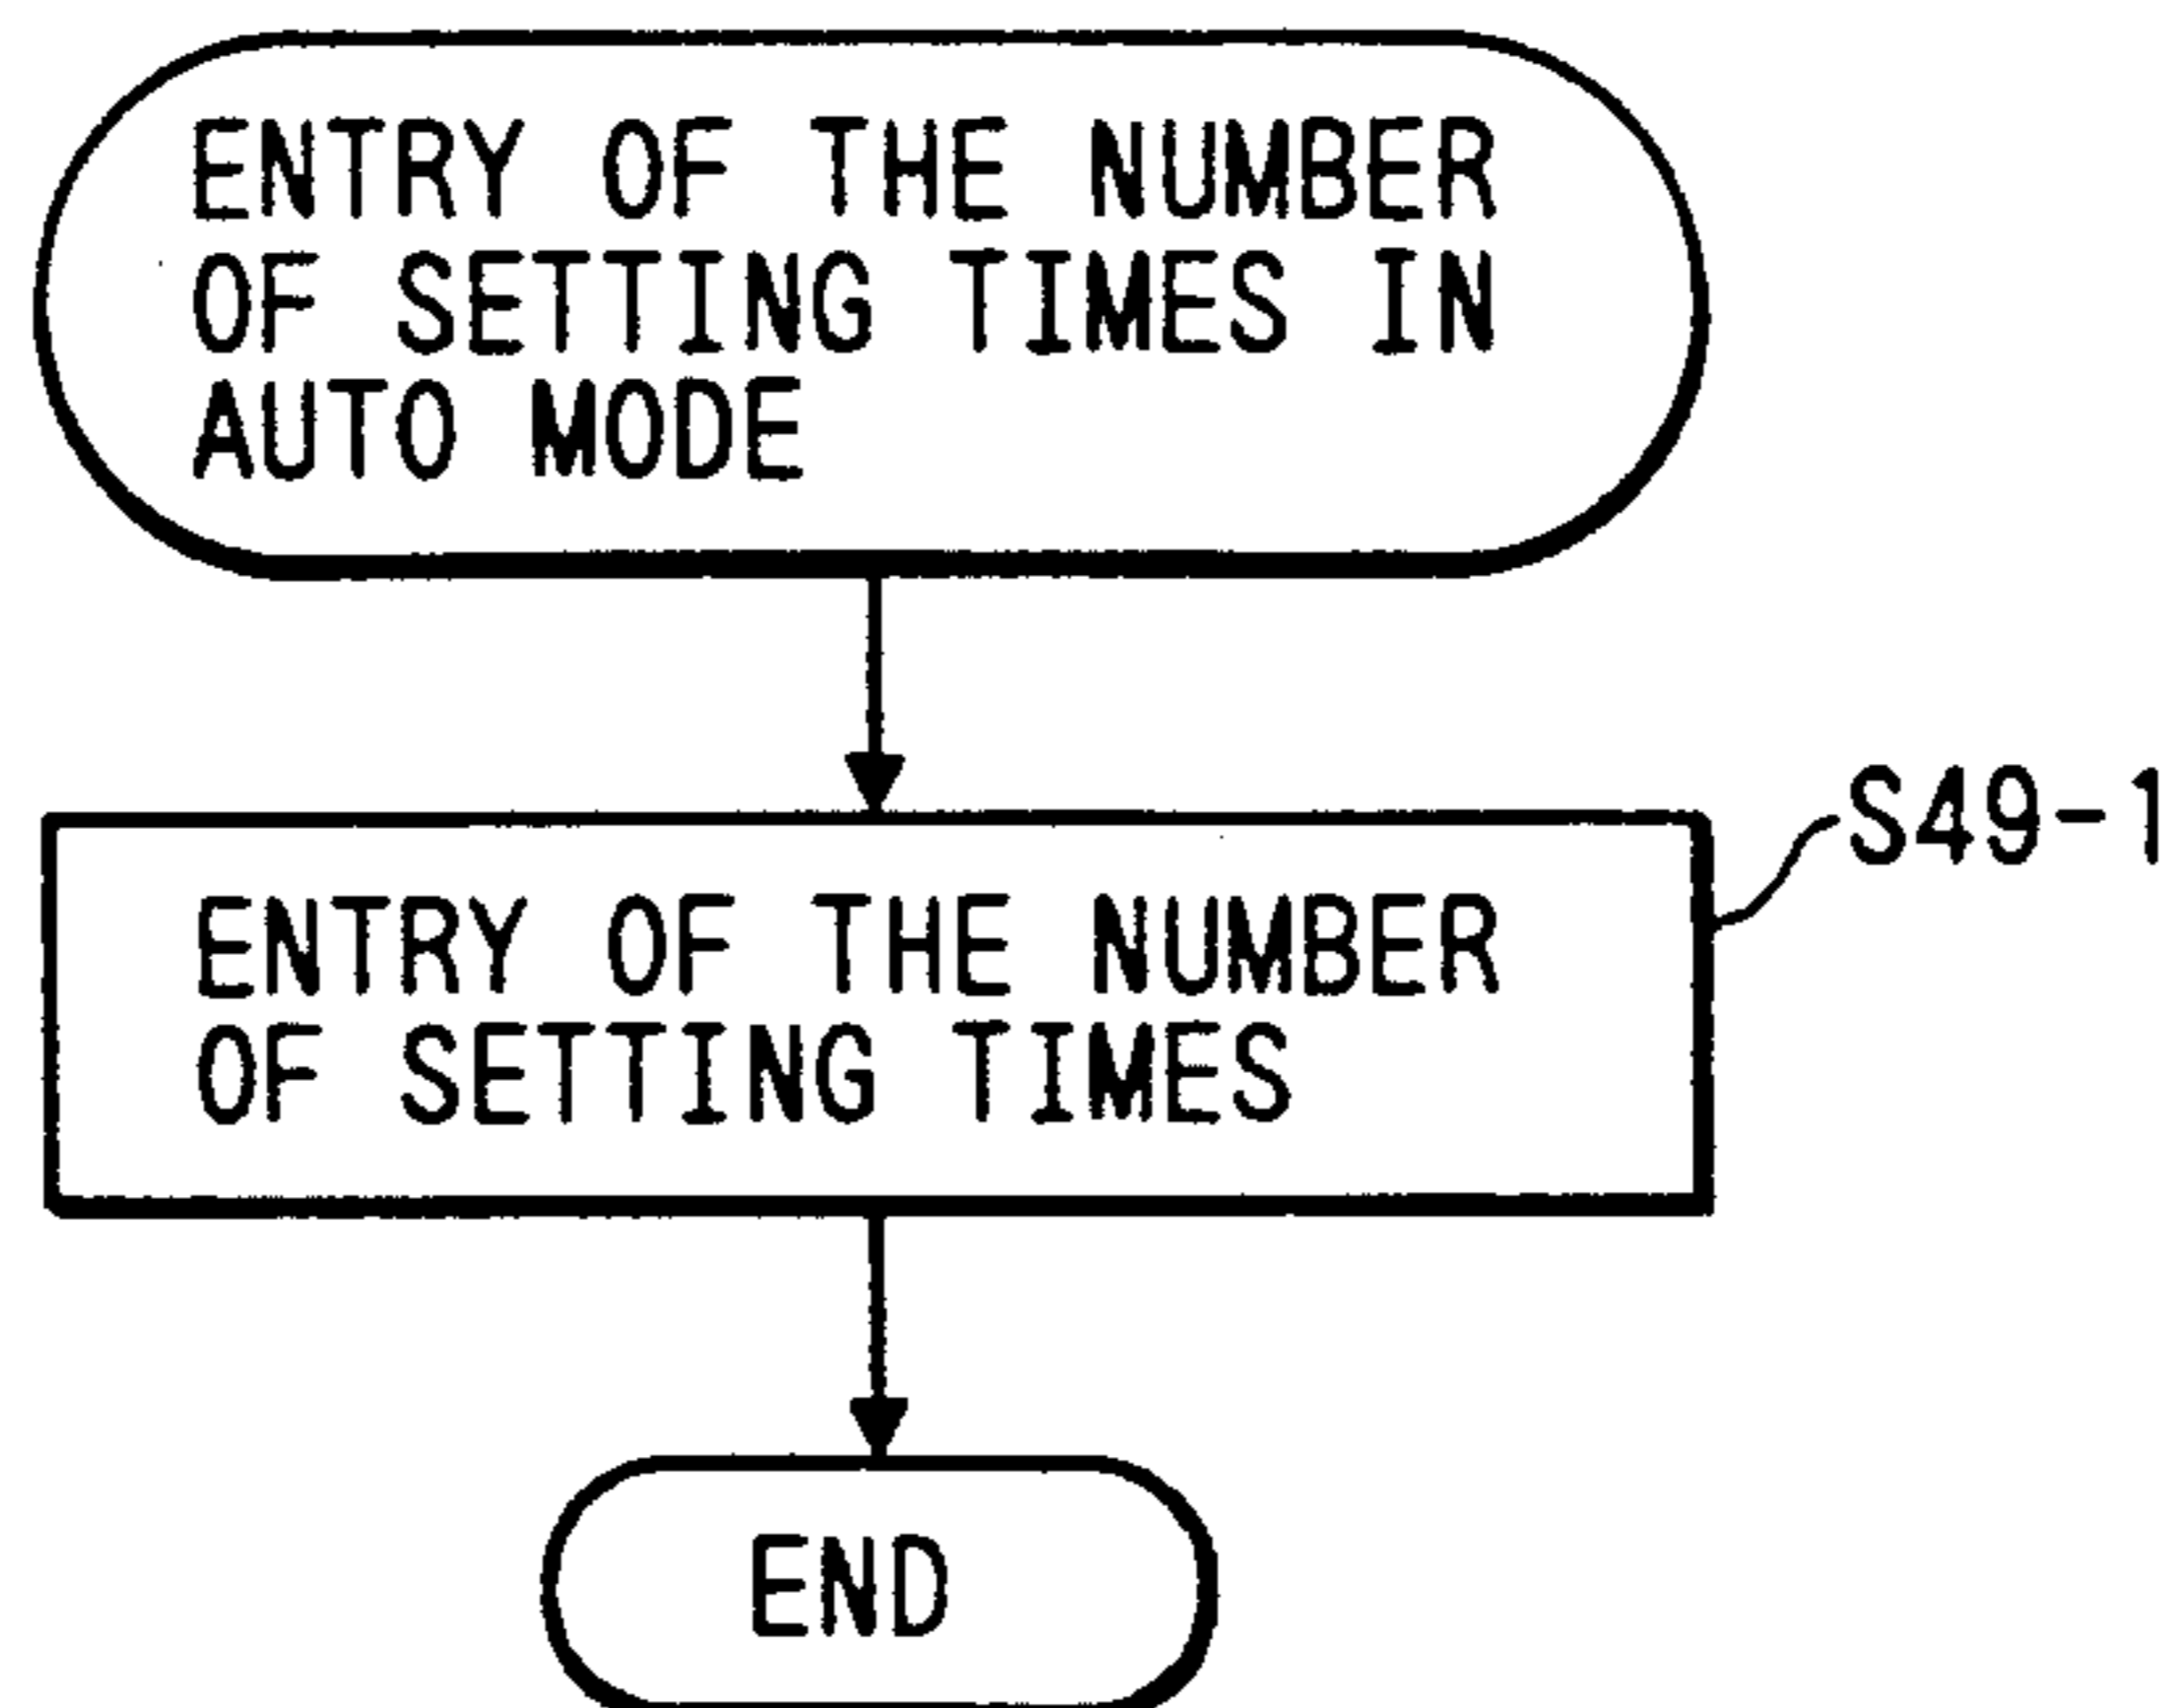 ENTRY OF THE NUMBER
OF SETTING TIMES IN
AUTO MODE
S49-1
ENTRY OF THE NUMBER
OF SETTING TIMES
END